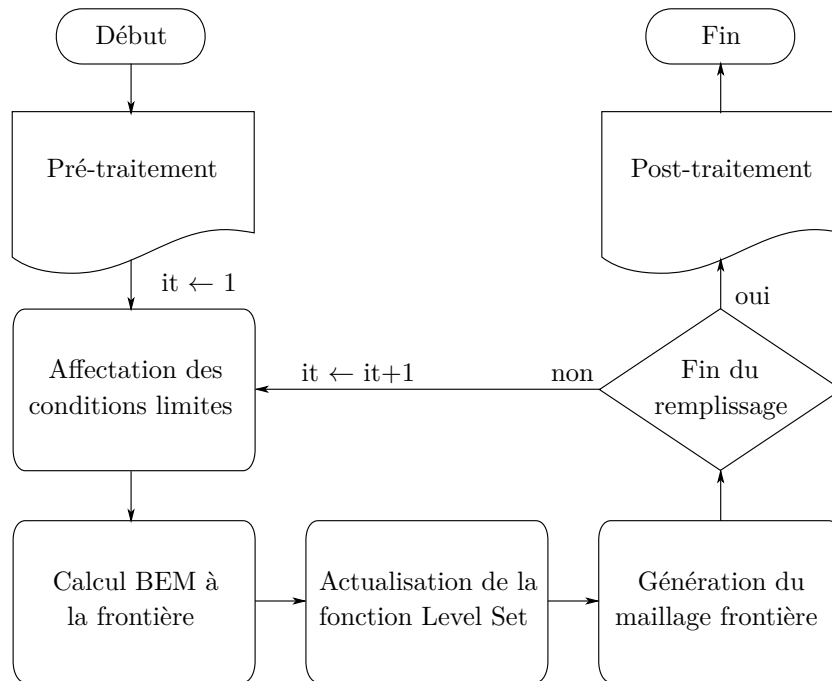 Début
Fin
Pré-traitement
Post-traitement
it ← 1
oui
Affectation des
conditions limites
it ← it+1
non
Fin du
remplissage
Calcul BEM à
la frontière
Actualisation de la
fonction Level Set
Génération du
maillage frontière